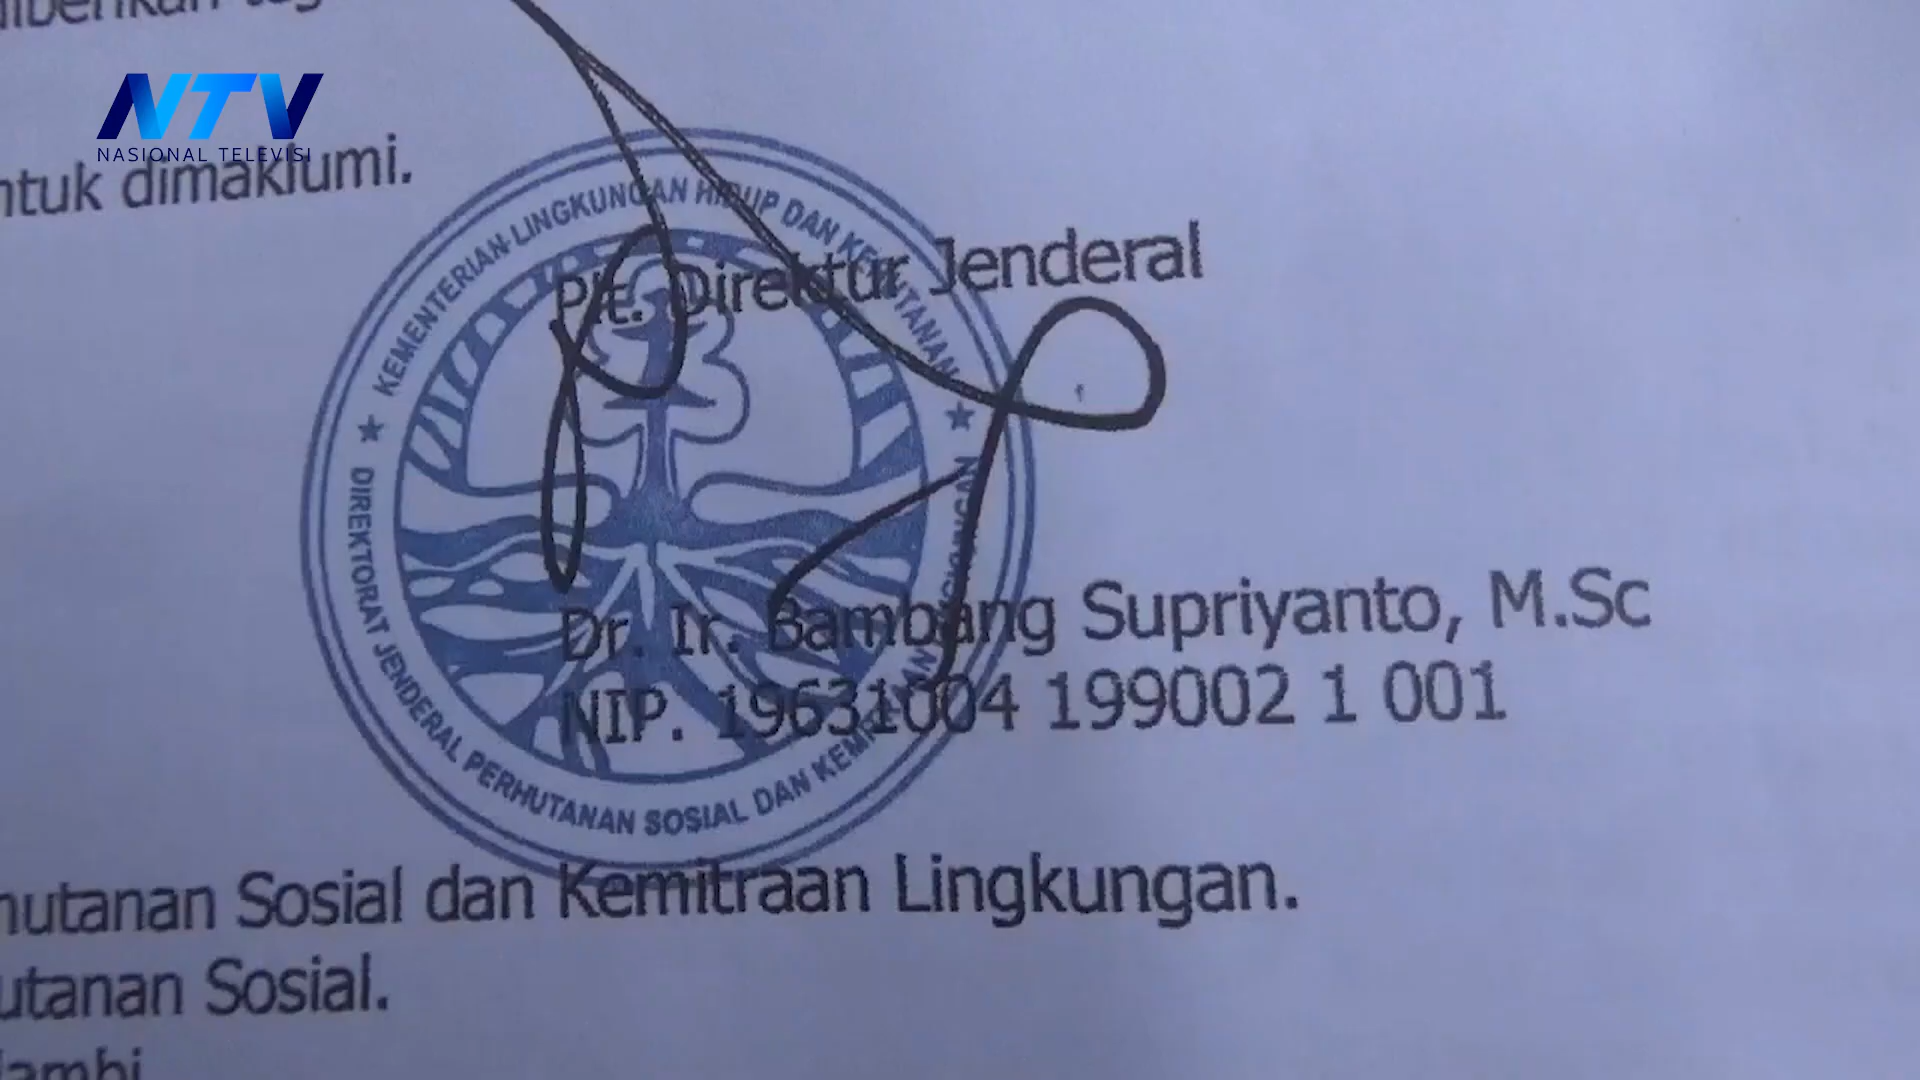 NTV
NASIONAL TELEVISI
ntuk dimaklumi.
KEMENTERIAN LINGKUNGAN HIDUP DAN KEHUTANAN
Plt. Direktur Jenderal
DIREKTORAT JENDERAL PERHUTANAN SOSIAL DAN KEMITRAAN LINGKUNGAN
Dr. Ir. Bambang Supriyanto, M.Sc
NIP. 19631004 199002 1 001
hutanan Sosial dan Kemitraan Lingkungan.
utanan Sosial.